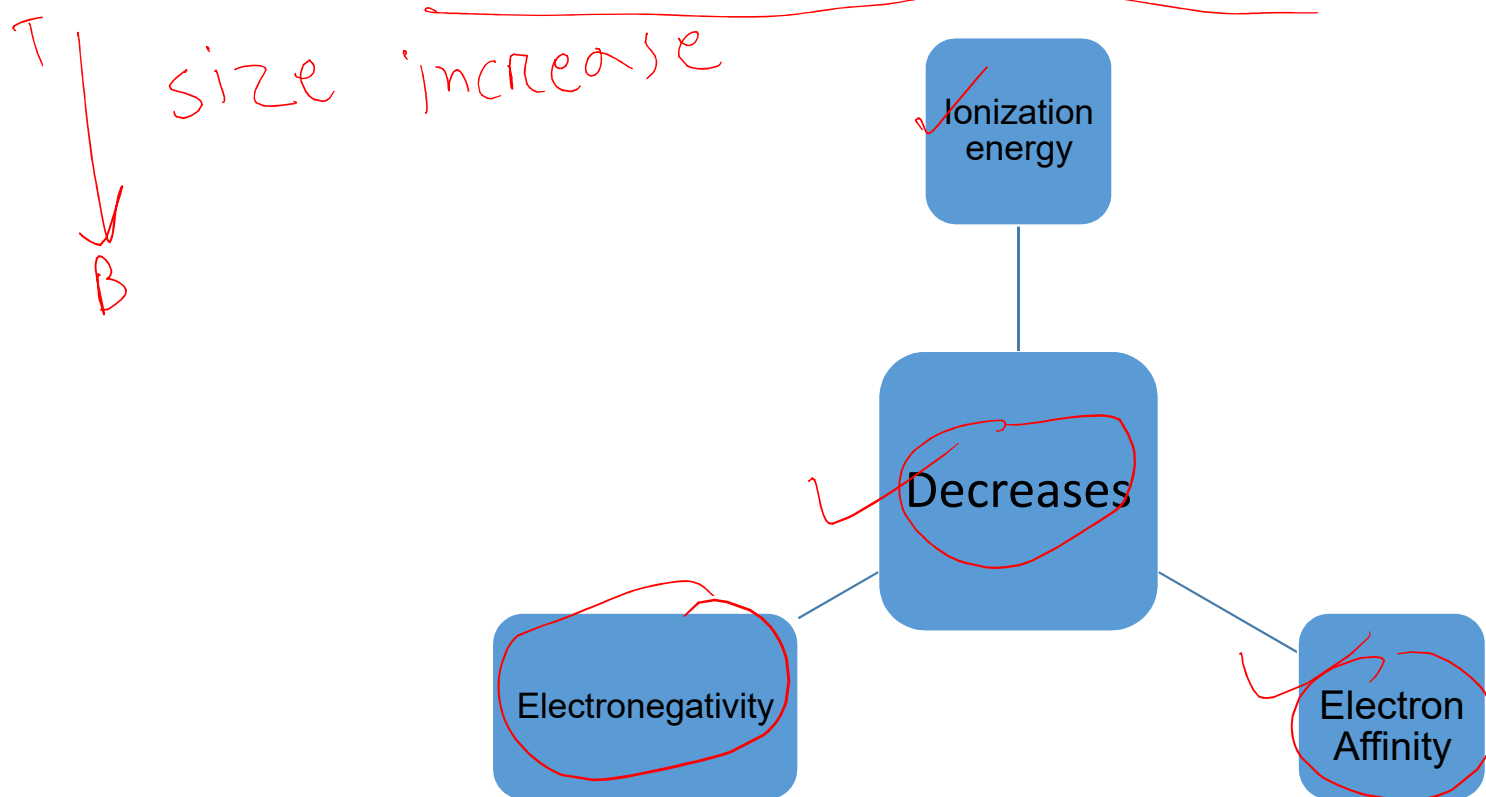 T
size increase
B
Ionization
energy
Decreases
Electronegativity
Electron
Affinity